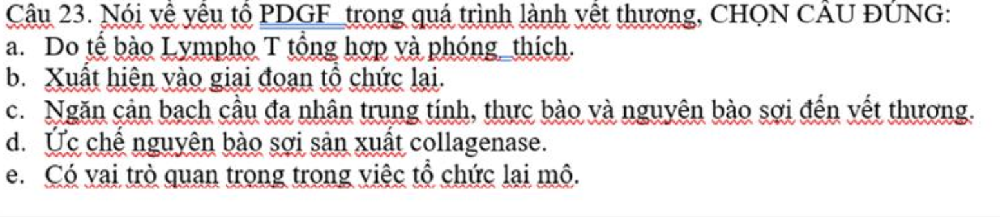 Câu 23. Nói về yếu tố PDGF trong quá trình lành vết thương, CHỌN CÂU ĐÚNG:
a. Do tế bào Lympho T tổng hợp và phóng thích.
b. Xuất hiện vào giai đoạn tổ chức lại.
c. Ngăn cản bạch cầu đa nhân trung tính, thực bào và nguyên bào sợi đến vết thương.
d. Ức chế nguyên bào sợi sản xuất collagenase.
e. Có vai trò quan trọng trong việc tổ chức lại mô.